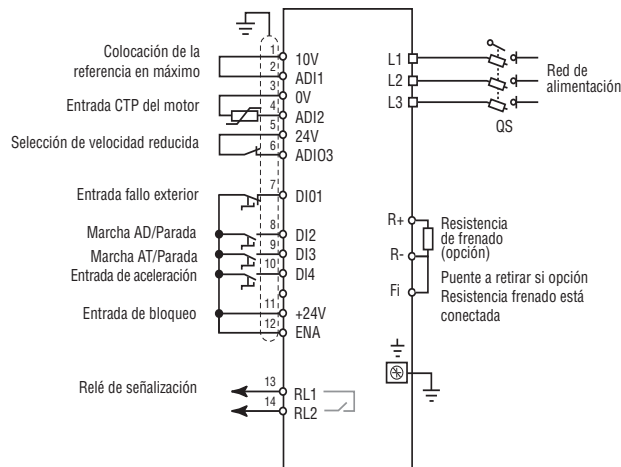 Colocación de la
referencia en máximo
Entrada CTP del motor
Selección de velocidad reducida
Entrada fallo exterior
Marcha AD/Parada
Marcha AT/Parada
Entrada de aceleración
Entrada de bloqueo
Relé de señalización
1 10V
2 ADI1
3 0V
4 ADI2
5 24V
6 ADIO3
7 DIO1
8 DI2
9 DI3
10 DI4
11 +24V
12 ENA
13 RL1
14 RL2
L1
L2
L3
QS
Red de
alimentación
R+
R-
Fi
Resistencia
de frenado
(opción)
Puente a retirar si opción
Resistencia frenado está
conectada